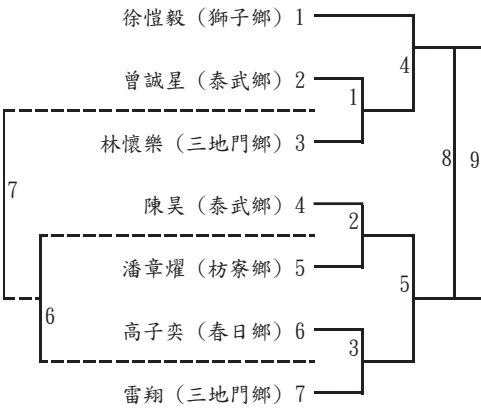 徐愷毅（獅子鄉）1
4
曾誠星（泰武鄉）2
1
林懷樂（三地門鄉）3
8
9
7
陳昊（泰武鄉）4
2
潘章燿（枋寮鄉）5
5
6
高子奕（春日鄉）6
3
雷翔（三地門鄉）7